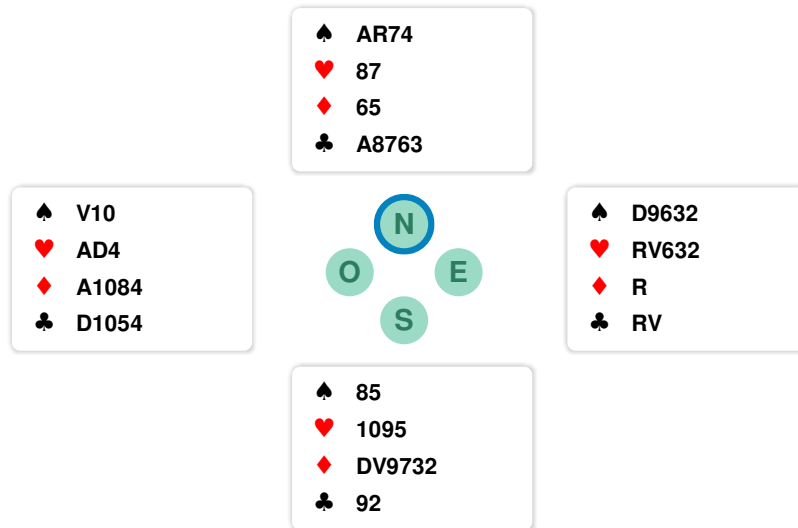 ♠ AR74
♥ 87
♦ 65
♣ A8763
♠ V10
♥ AD4
♦ A1084
♣ D1054
N
O E
S
♠ D9632
♥ RV632
♦ R
♣ RV
♠ 85
♥ 1095
♦ DV9732
♣ 92